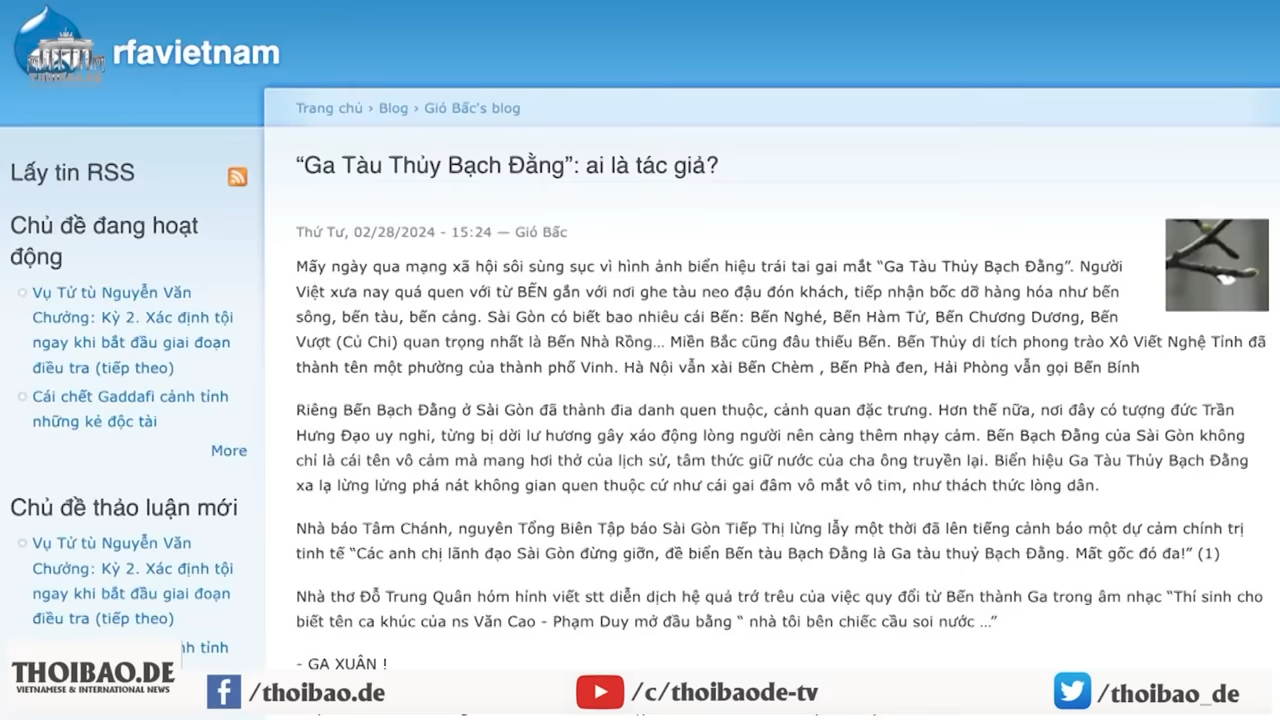 rfavietnam
THOIBAO.DE
Trang chủ › Blog › Gió Bấc's blog
Lấy tin RSS
Chủ đề đang hoạt
động
Vụ Tử tù Nguyễn Văn
Chưởng: Kỳ 2. Xác định tội
ngay khi bắt đầu giai đoạn
điều tra (tiếp theo)
Cái chết Gaddafi cảnh tỉnh
những kẻ độc tài
More
Chủ đề thảo luận mới
Vụ Tử tù Nguyễn Văn
Chưởng: Kỳ 2. Xác định tội
ngay khi bắt đầu giai đoạn
điều tra (tiếp theo)
tỉnh
“Ga Tàu Thủy Bạch Đằng”: ai là tác giả?
Thứ Tư, 02/28/2024 - 15:24 — Gió Bấc
Mấy ngày qua mạng xã hội sôi sùng sục vì hình ảnh biển hiệu trái tai gai mắt “Ga Tàu Thủy Bạch Đằng”. Người
Việt xưa nay quá quen với từ BẾN gắn với nơi ghe tàu neo đậu đón khách, tiếp nhận bốc dỡ hàng hóa như bến
sông, bến tàu, bến cảng. Sài Gòn có biết bao nhiêu cái Bến: Bến Nghé, Bến Hàm Tử, Bến Chương Dương, Bến
Vượt (Củ Chi) quan trọng nhất là Bến Nhà Rồng… Miền Bắc cũng đâu thiếu Bến. Bến Thủy di tích phong trào Xô Viết Nghệ Tỉnh đã
thành tên một phường của thành phố Vinh. Hà Nội vẫn xài Bến Chèm , Bến Phà đen, Hải Phòng vẫn gọi Bến Bính
Riêng Bến Bạch Đằng ở Sài Gòn đã thành đia danh quen thuộc, cảnh quan đặc trưng. Hơn thế nữa, nơi đây có tượng đức Trần
Hưng Đạo uy nghi, từng bị dời lư hương gây xáo động lòng người nên càng thêm nhạy cảm. Bến Bạch Đằng của Sài Gòn không
chỉ là cái tên vô cảm mà mang hơi thở của lịch sử, tâm thức giữ nước của cha ông truyền lại. Biển hiệu Ga Tàu Thủy Bạch Đằng
xa lạ lừng lửng phá nát không gian quen thuộc cứ như cái gai đâm vô mắt vô tim, như thách thức lòng dân.
Nhà báo Tâm Chánh, nguyên Tổng Biên Tập báo Sài Gòn Tiếp Thị lừng lẫy một thời đã lên tiếng cảnh báo một dự cảm chính trị
tinh tế “Các anh chị lãnh đạo Sài Gòn đừng giỡn, đề biển Bến tàu Bạch Đằng là Ga tàu thuỷ Bạch Đằng. Mất gốc đó đa!” (1)
Nhà thơ Đỗ Trung Quân hóm hỉnh viết stt diễn dịch hệ quả trớ trêu của việc quy đổi từ Bến thành Ga trong âm nhạc “Thí sinh cho
biết tên ca khúc của ns Văn Cao - Phạm Duy mở đầu bằng “ nhà tôi bên chiếc cầu soi nước …”
- GA XUÂN !
THOIBAO.DE
VIETNAMESE & INTERNATIONAL NEWS
/thoibao.de
/c/thoibaode-tv
/thoibao_de